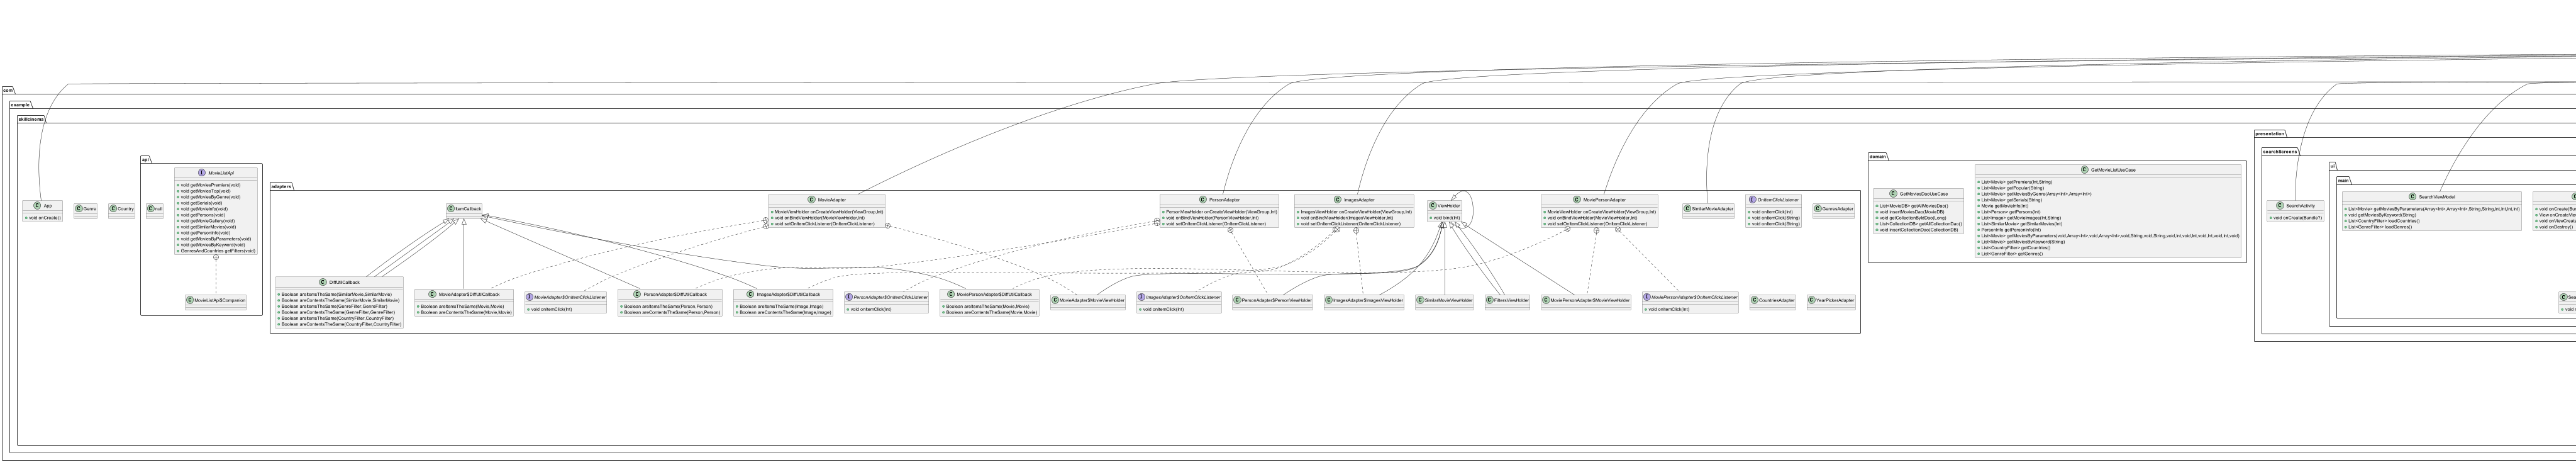 com
example
skillcinema
App
void onCreate()
Genre
Country
null
api
MovieListApi
void getMoviesPremiers(void)
void getMoviesTop(void)
void getMoviesByGenre(void)
void getSerials(void)
void getMovieInfo(void)
void getPersons(void)
void getMovieGallery(void)
void getSimilarMovies(void)
void getPersonInfo(void)
void getMoviesByParameters(void)
void getMoviesByKeyword(void)
GenresAndCountries getFilters(void)
MovieListApi$Companion
adapters
ItemCallback
MovieAdapter
MovieViewHolder onCreateViewHolder(ViewGroup,Int)
void onBindViewHolder(MovieViewHolder,Int)
void setOnItemClickListener(OnItemClickListener)
PersonAdapter
PersonViewHolder onCreateViewHolder(ViewGroup,Int)
void onBindViewHolder(PersonViewHolder,Int)
void setOnItemClickListener(OnItemClickListener)
ImagesAdapter
ImagesViewHolder onCreateViewHolder(ViewGroup,Int)
void onBindViewHolder(ImagesViewHolder,Int)
void setOnItemClickListener(OnItemClickListener)
ViewHolder
void bind(Int)
MoviePersonAdapter
MovieViewHolder onCreateViewHolder(ViewGroup,Int)
void onBindViewHolder(MovieViewHolder,Int)
void setOnItemClickListener(OnItemClickListener)
SimilarMovieAdapter
OnItemClickListener
void onItemClick(Int)
void onItemClick(String)
void onItemClick(String)
GenresAdapter
DiffUtilCallback
Boolean areItemsTheSame(SimilarMovie,SimilarMovie)
Boolean areContentsTheSame(SimilarMovie,SimilarMovie)
Boolean areItemsTheSame(GenreFilter,GenreFilter)
Boolean areContentsTheSame(GenreFilter,GenreFilter)
Boolean areItemsTheSame(CountryFilter,CountryFilter)
Boolean areContentsTheSame(CountryFilter,CountryFilter)
MovieAdapter$DiffUtilCallback
Boolean areItemsTheSame(Movie,Movie)
Boolean areContentsTheSame(Movie,Movie)
MovieAdapter$OnItemClickListener
void onItemClick(Int)
PersonAdapter$DiffUtilCallback
Boolean areItemsTheSame(Person,Person)
Boolean areContentsTheSame(Person,Person)
ImagesAdapter$DiffUtilCallback
Boolean areItemsTheSame(Image,Image)
Boolean areContentsTheSame(Image,Image)
PersonAdapter$OnItemClickListener
void onItemClick(Int)
MoviePersonAdapter$DiffUtilCallback
Boolean areItemsTheSame(Movie,Movie)
Boolean areContentsTheSame(Movie,Movie)
MovieAdapter$MovieViewHolder
ImagesAdapter$OnItemClickListener
void onItemClick(Int)
PersonAdapter$PersonViewHolder
ImagesAdapter$ImagesViewHolder
SimilarMovieViewHolder
FiltersViewHolder
MoviePersonAdapter$MovieViewHolder
MoviePersonAdapter$OnItemClickListener
void onItemClick(Int)
CountriesAdapter
YearPickerAdapter
domain
GetMoviesDaoUseCase
List<MovieDB> getAllMoviesDao()
void insertMoviesDao(MovieDB)
void getCollectionByIdDao(Long)
List<CollectionDB> getAllCollectionDao()
void insertCollectionDao(CollectionDB)
GetMovieListUseCase
List<Movie> getPremiers(Int,String)
List<Movie> getPopular(String)
List<Movie> getMoviesByGenre(Array<Int>,Array<Int>)
List<Movie> getSerials(String)
Movie getMovieInfo(Int)
List<Person> getPersons(Int)
List<Image> getMovieImages(Int,String)
List<SimilarMovie> getSimilarMovies(Int)
PersonInfo getPersonInfo(Int)
List<Movie> getMoviesByParameters(void,Array<Int>,void,Array<Int>,void,String,void,String,void,Int,void,Int,void,Int,void,Int,void)
List<Movie> getMoviesByKeyword(String)
List<CountryFilter> getCountries()
List<GenreFilter> getGenres()
presentation
searchScreens
SearchActivity
void onCreate(Bundle?)
ui
main
SearchViewModel
List<Movie> getMoviesByParameters(Array<Int>,Array<Int>,String,String,Int,Int,Int,Int)
void getMoviesByKeyword(String)
List<CountryFilter> loadCountries()
List<GenreFilter> loadGenres()
void onCreate(Bu
View onCreateVie
void onViewCreate
void onDestroy()
Sea
void